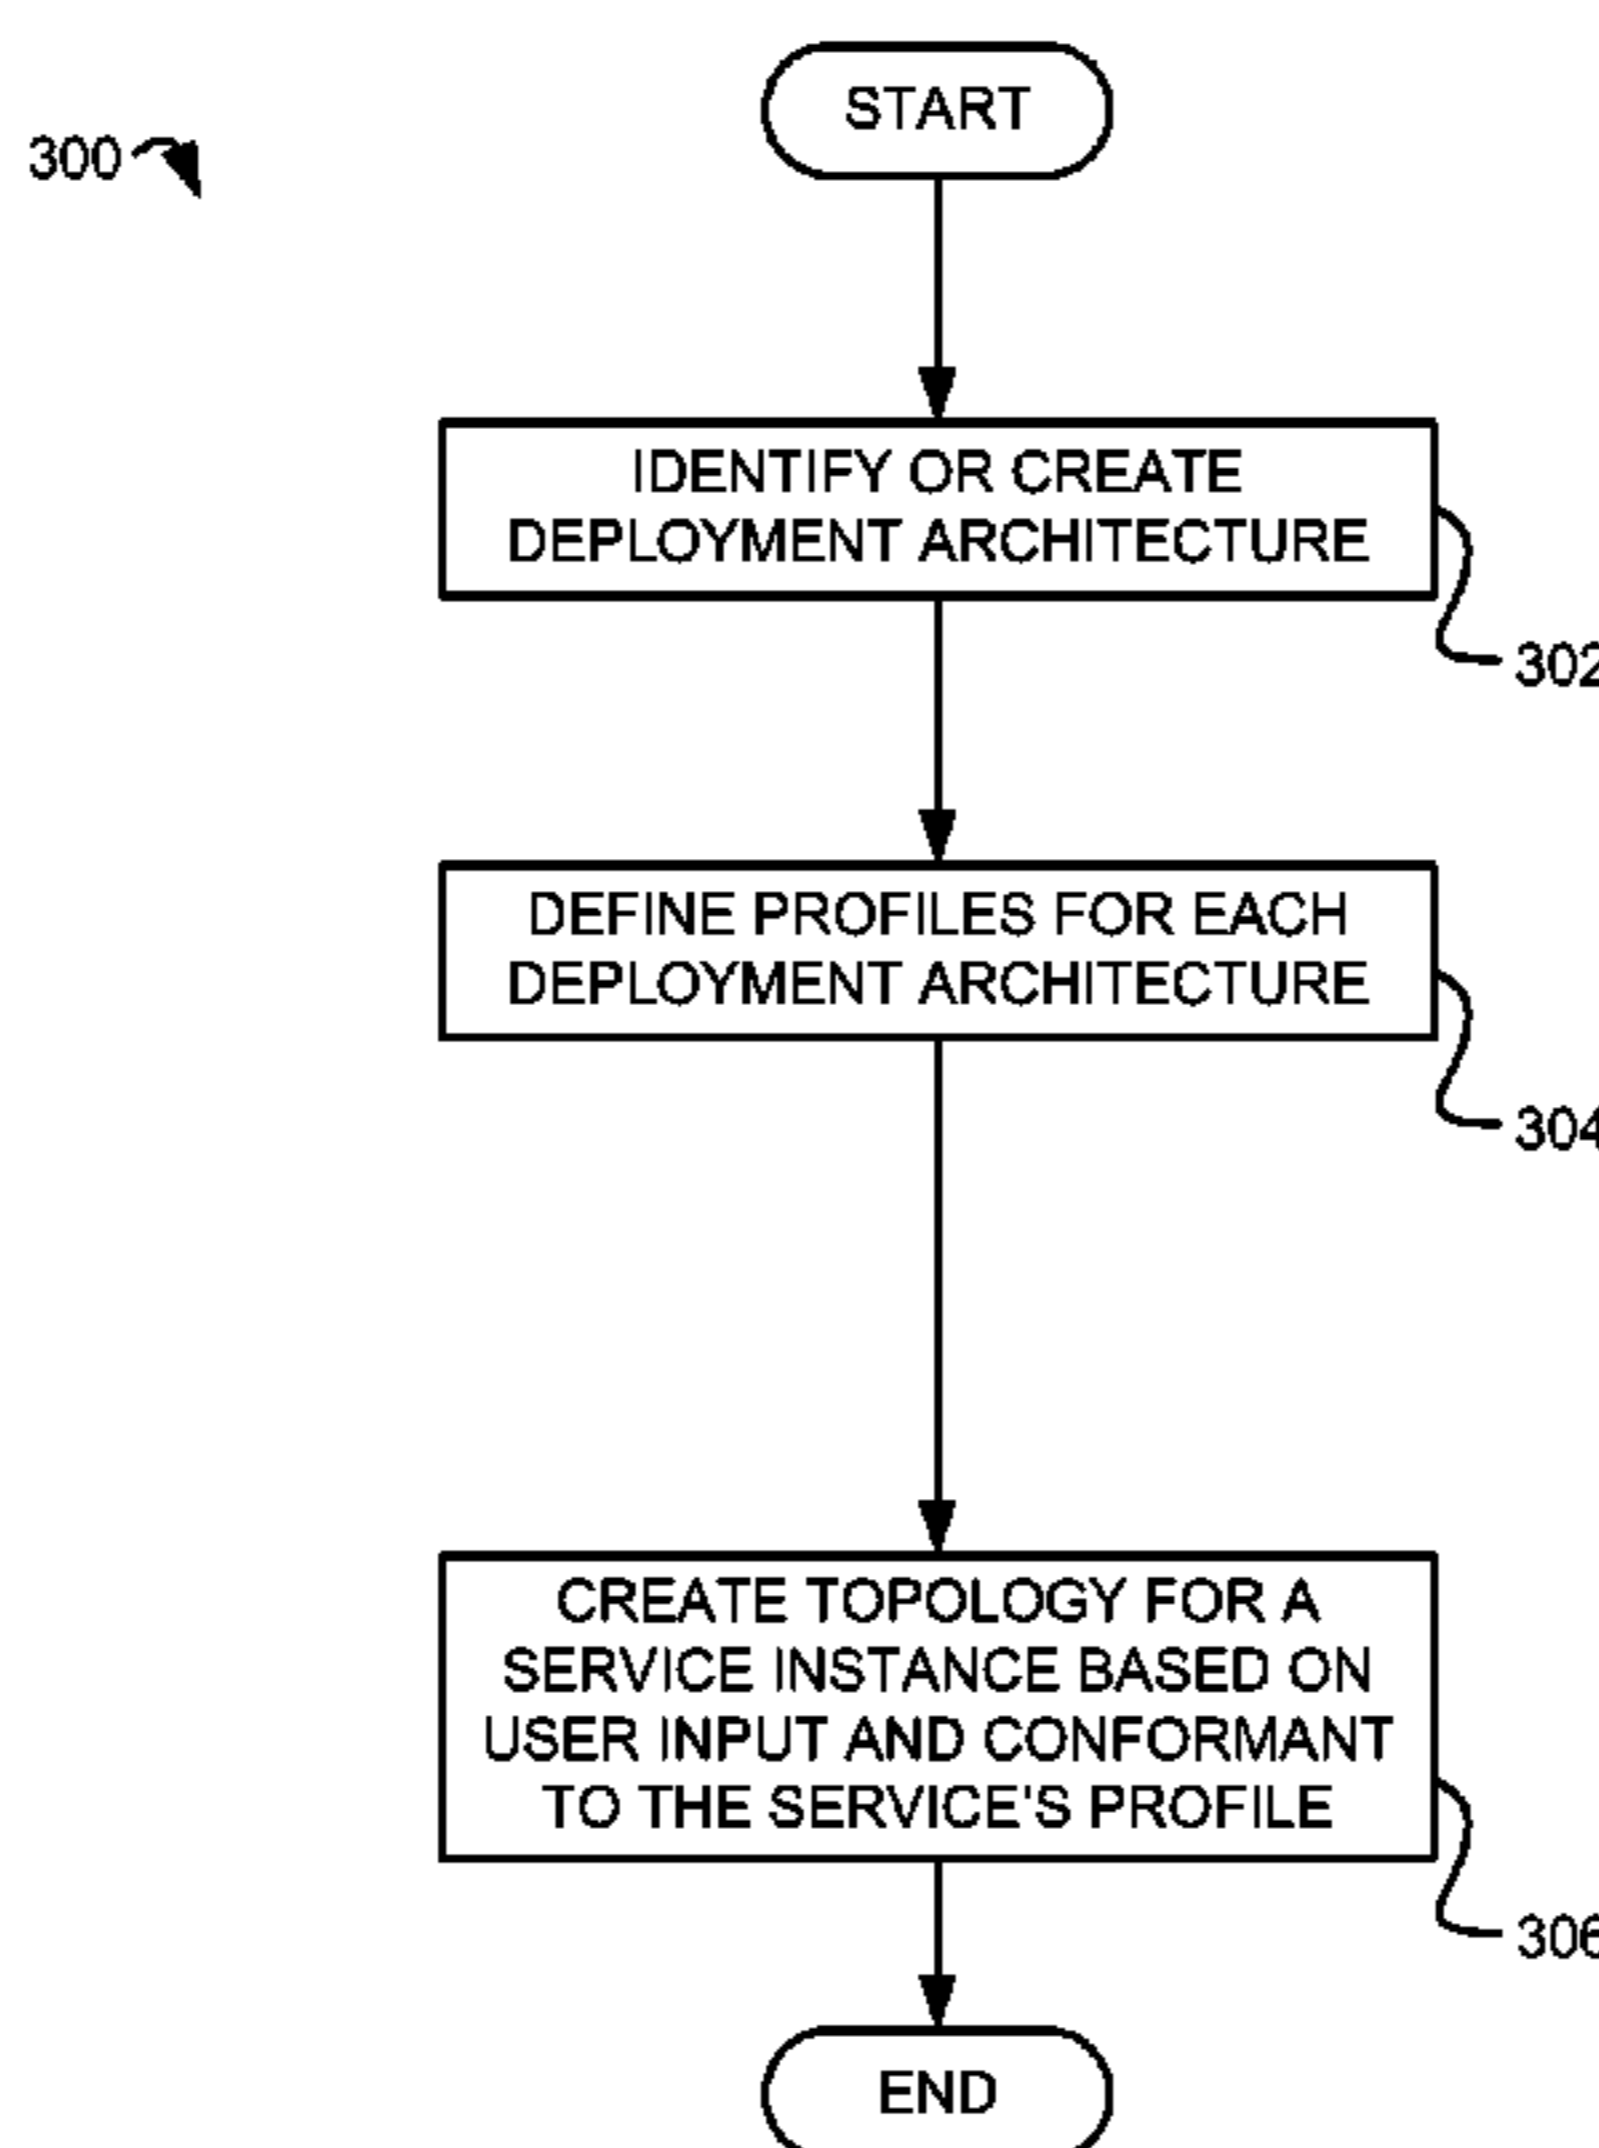 START
300
IDENTIFY OR CREATE
DEPLOYMENT ARCHITECTURE
302
DEFINE PROFILES FOR EACH
DEPLOYMENT ARCHITECTURE
304
CREATE TOPOLOGY FOR A
SERVICE INSTANCE BASED ON
USER INPUT AND CONFORMANT
TO THE SERVICE'S PROFILE
306
END